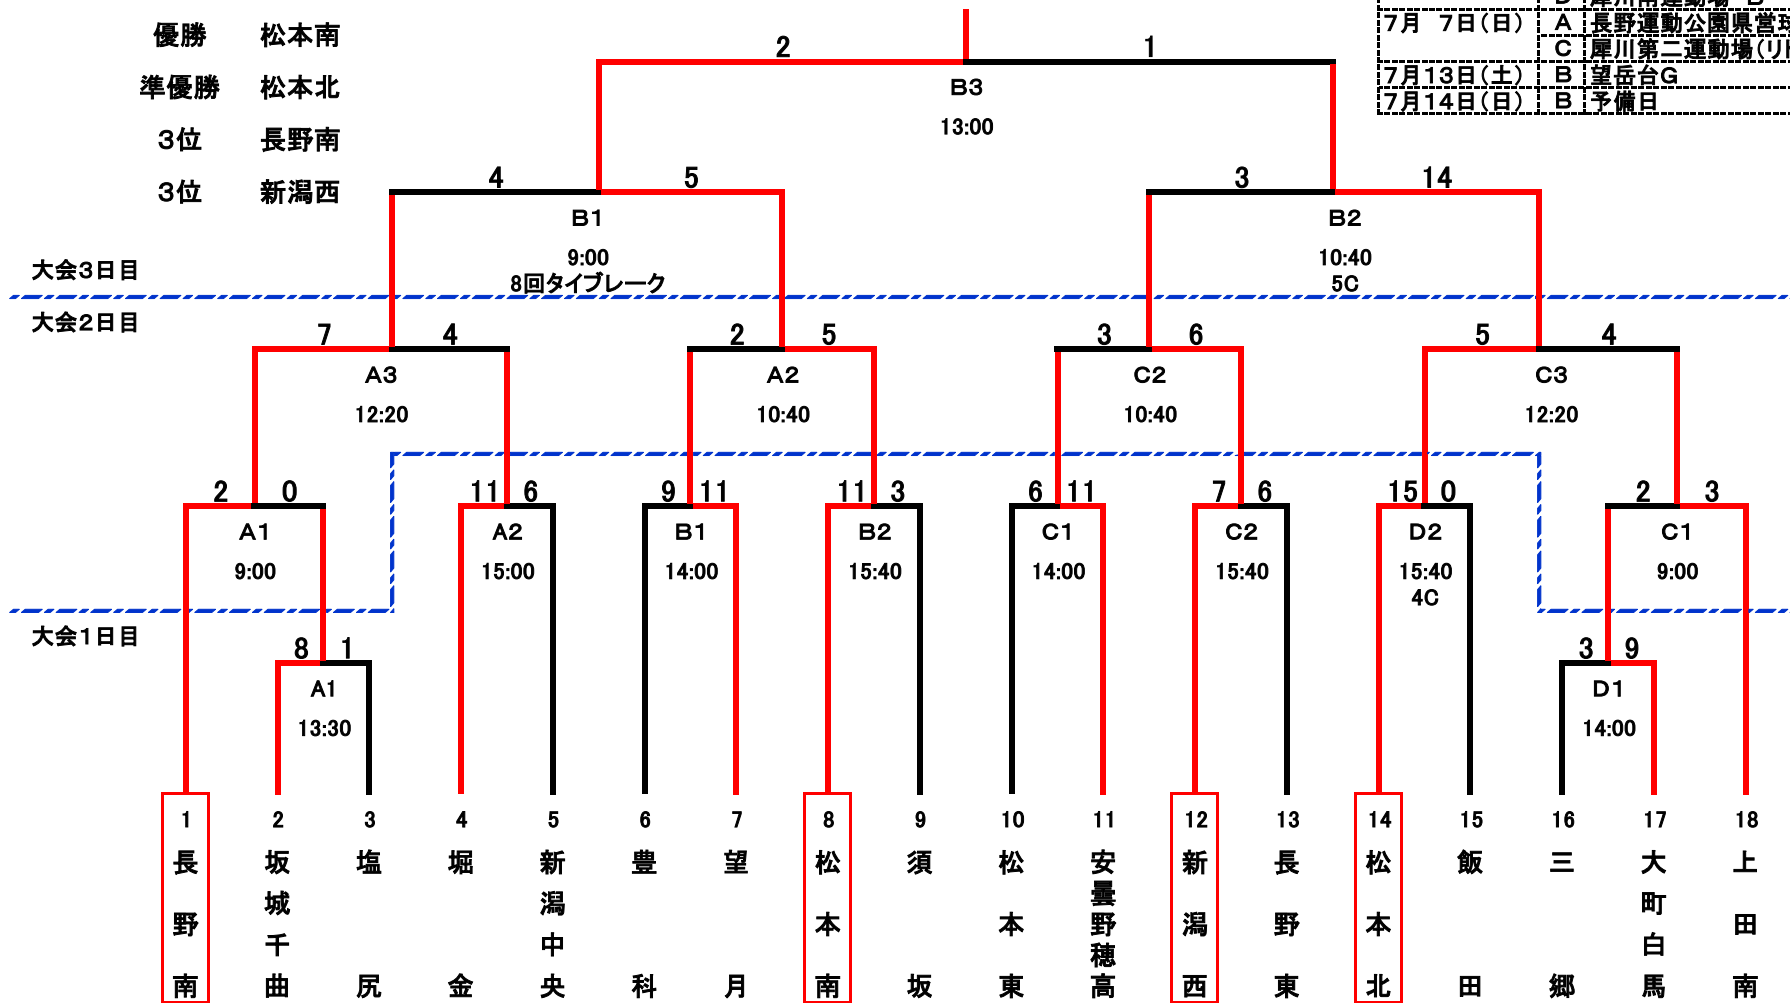 優勝 松本南
準優勝 松本北
3位 長野南
3位 新潟西
7月 7日(日) A 長野運動公園県営球
C 犀川第二運動場(リ
7月13日(土) B 望岳台G
7月14日(日) B 予備日
2 1
B3
13:00
4 5 3 14
B1 B2
9:00 10:40
8回タイブレーク 5C
大会3日目
大会2日目
7 4 2 5 3 6 5 4
A3 A2 C2 C3
12:20 10:40 10:40 12:20
2 0 11 6 9 11 11 3 6 11 7 6 15 0 2 3
A1 A2 B1 B2 C1 C2 D2 C1
9:00 15:00 14:00 15:40 14:00 15:40 15:40 9:00
4C
大会1日目
8 1 3 9
A1 D1
13:30 14:00
1 2 3 4 5 6 7 8 9 10 11 12 13 14 15 16 17 18
長野南
坂城千曲
塩尻
堀金
新潟中央
豊科
望月
松本南
須坂
松本東
安曇野穂高
新潟西
長野東
松本北
飯田
三郷
大町白馬
上田南